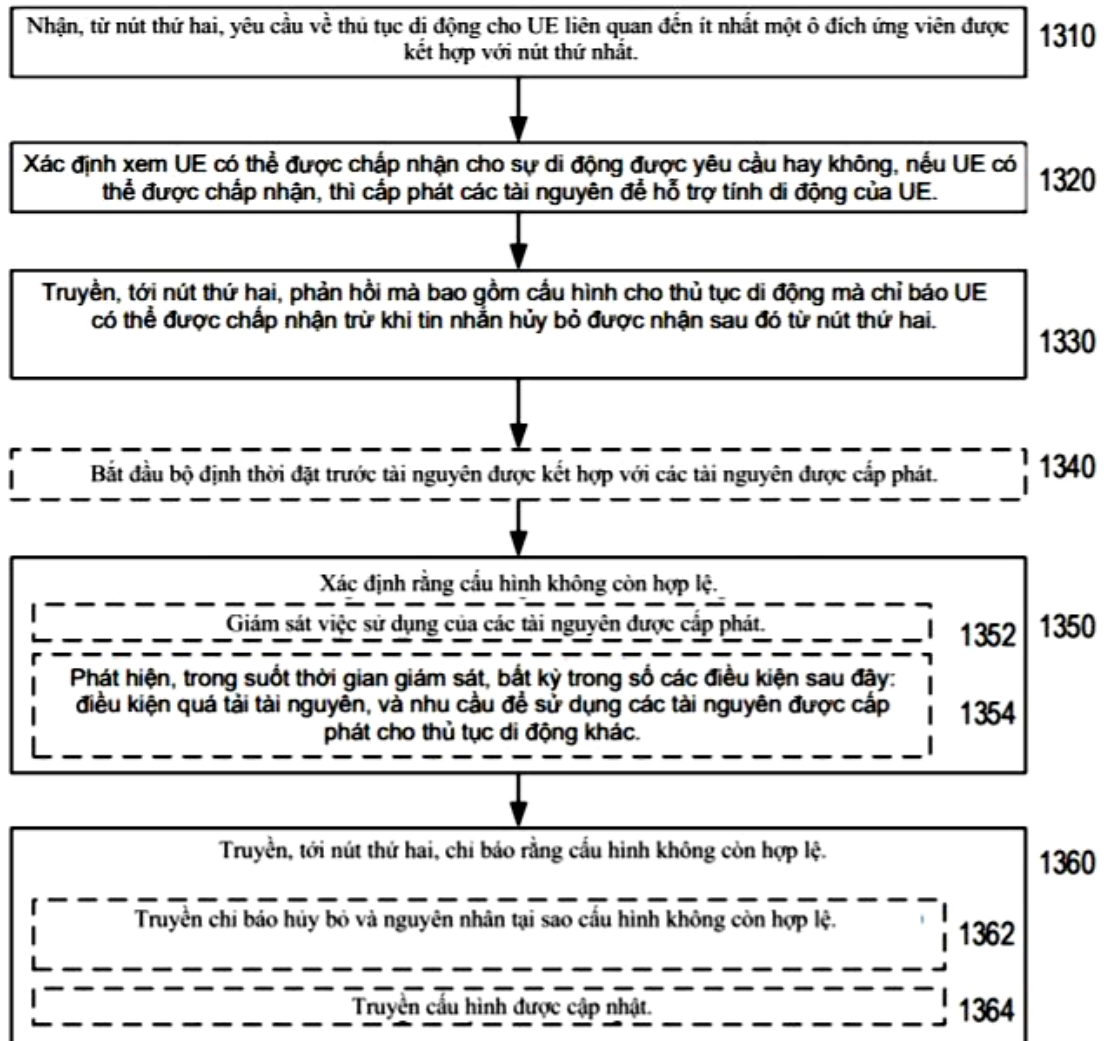 Nhận, từ nút thứ hai, yêu cầu về thủ tục di động cho UE liên quan đến ít nhất một ô đích ứng viên được
kết hợp với nút thứ nhất.
1310
Xác định xem UE có thể được chấp nhận cho sự di động được yêu cầu hay không, nếu UE có
thể được chấp nhận, thì cấp phát các tài nguyên để hỗ trợ tính di động của UE.
1320
Truyền, tới nút thứ hai, phản hồi mà bao gồm cấu hình cho thủ tục di động mà chỉ báo UE
có thể được chấp nhận trừ khi tin nhắn hủy bỏ được nhận sau đó từ nút thứ hai.
1330
Bắt đầu bộ định thời đặt trước tài nguyên được kết hợp với các tài nguyên được cấp phát.
1340
Xác định rằng cấu hình không còn hợp lệ.
1350
Giám sát việc sử dụng của các tài nguyên được cấp phát.
1352
Phát hiện, trong suốt thời gian giám sát, bất kỳ trong số các điều kiện sau đây:
điều kiện quá tải tài nguyên, và nhu cầu để sử dụng các tài nguyên được cấp
phát cho thủ tục di động khác.
1354
Truyền, tới nút thứ hai, chỉ báo rằng cấu hình không còn hợp lệ.
1360
Truyền chỉ báo hủy bỏ và nguyên nhân tại sao cấu hình không còn hợp lệ.
1362
Truyền cấu hình được cập nhật.
1364